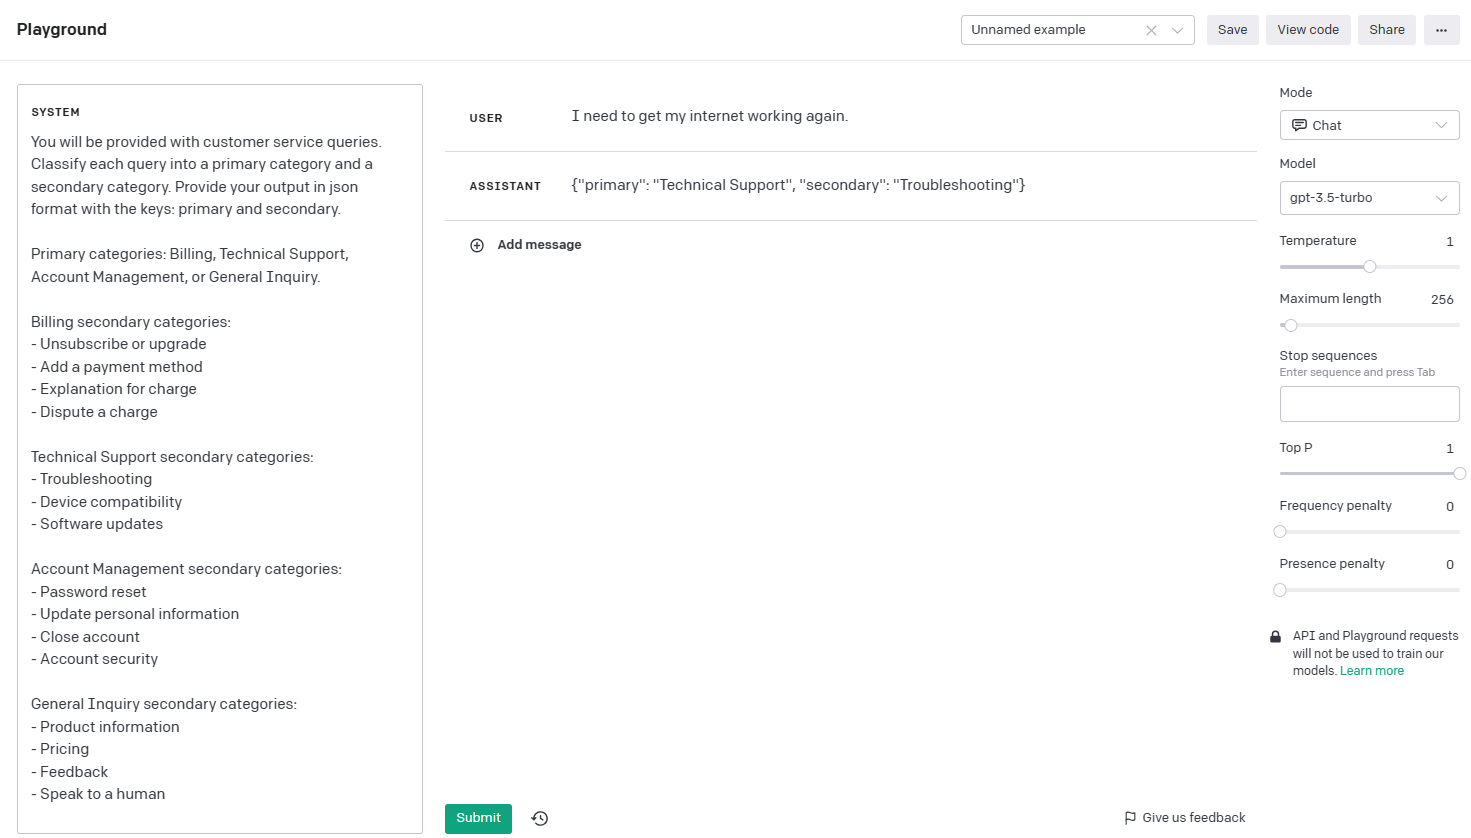 Playground
Unnamed example
Save
View code
Share
SYSTEM
You will be provided with customer service queries.
Classify each query into a primary category and a
secondary category. Provide your output in json
format with the keys: primary and secondary.
Primary categories: Billing, Technical Support,
Account Management, or General Inquiry.
Billing secondary categories:
- Unsubscribe or upgrade
- Add a payment method
- Explanation for charge
- Dispute a charge
Technical Support secondary categories:
- Troubleshooting
- Device compatibility
- Software updates
Account Management secondary categories:
- Password reset
- Update personal information
- Close account
- Account security
General Inquiry secondary categories:
- Product information
- Pricing
- Feedback
- Speak to a human
USER
I need to get my internet working again.
ASSISTANT
{"primary": "Technical Support", "secondary": "Troubleshooting"}
Add message
Submit
Give us feedback
Mode
Chat
Model
gpt-3.5-turbo
Temperature 1
Maximum length 256
Stop sequences
Enter sequence and press Tab
Top P 1
Frequency penalty 0
Presence penalty 0
API and Playground requests
will not be used to train our
models. Learn more